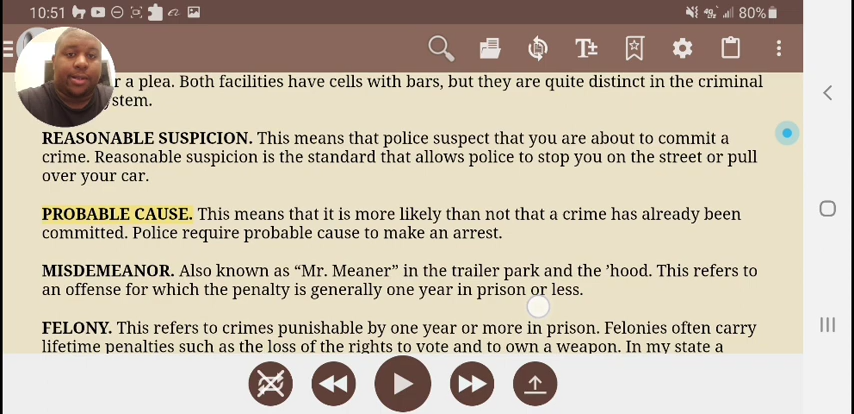 10:51
80%
T±
r a plea. Both facilities have cells with bars, but they are quite distinct in the criminal
ystem.
REASONABLE SUSPICION. This means that police suspect that you are about to commit a
crime. Reasonable suspicion is the standard that allows police to stop you on the street or pull
over your car.
PROBABLE CAUSE. This means that it is more likely than not that a crime has already been
committed. Police require probable cause to make an arrest.
MISDEMEANOR. Also known as “Mr. Meaner” in the trailer park and the ’hood. This refers to
an offense for which the penalty is generally one year in prison or less.
FELONY. This refers to crimes punishable by one year or more in prison. Felonies often carry
lifetime penalties such as the loss of the rights to vote and to own a weapon. In my state a